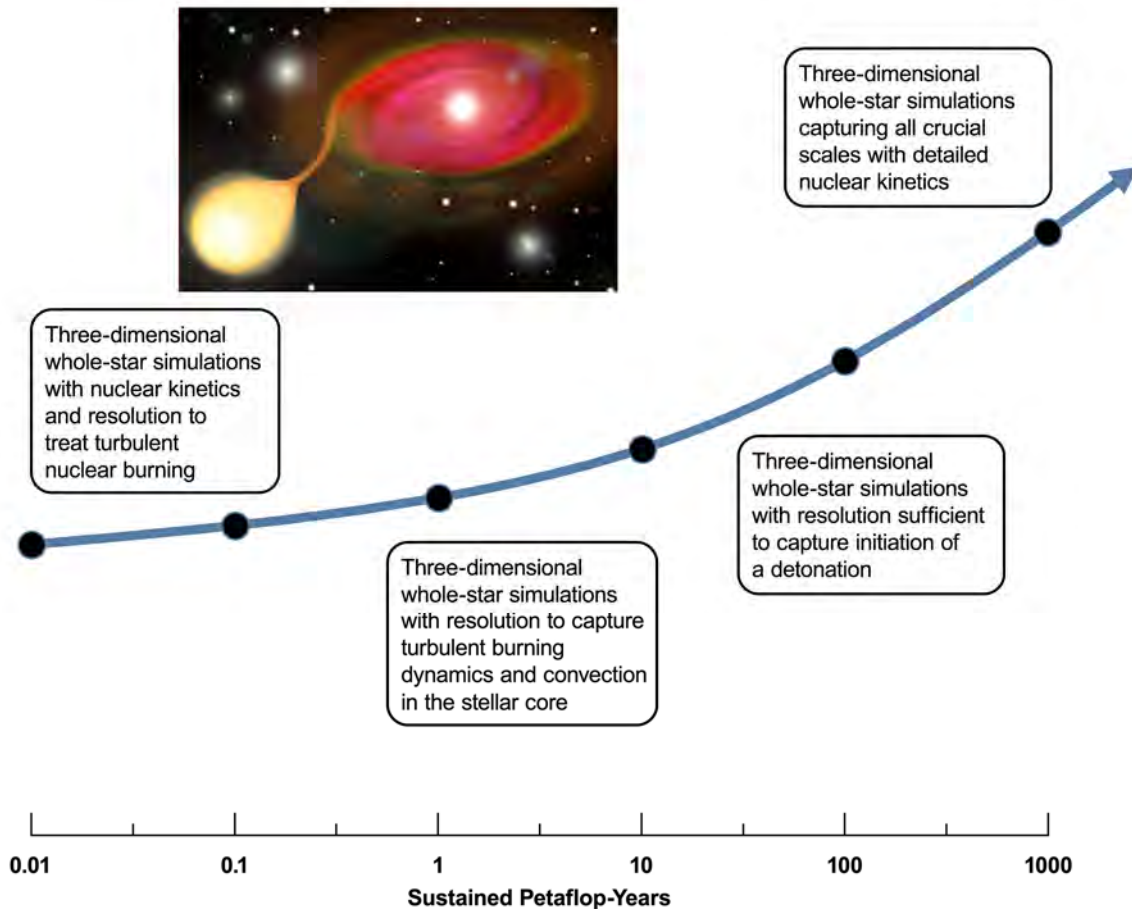 Three-dimensional
whole-star simulations
capturing all crucial
scales with detailed
nuclear kinetics
Three-dimensional
whole-star simulations
with nuclear kinetics
and resolution to
treat turbulent
nuclear burning
Three-dimensional
whole-star simulations
with resolution sufficient
to capture initiation of
a detonation
Three-dimensional
whole-star simulations
with resolution to capture
turbulent burning
dynamics and convection
in the stellar core
0.01 0.1 1 10 100 1000
Sustained Petaflop-Years